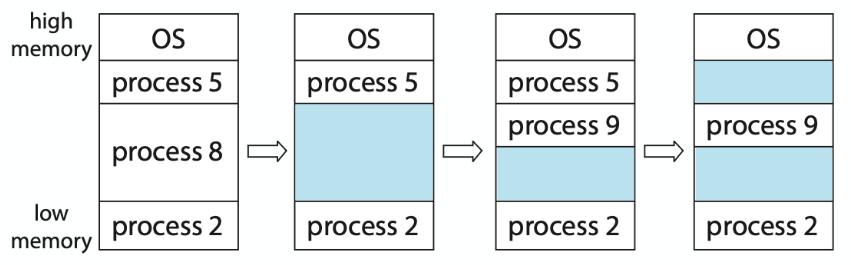 high
memory
OS
process 5
process 8
process 2
low
memory
OS
process 5
process 2
OS
process 5
process 9
process 2
OS
process 9
process 2